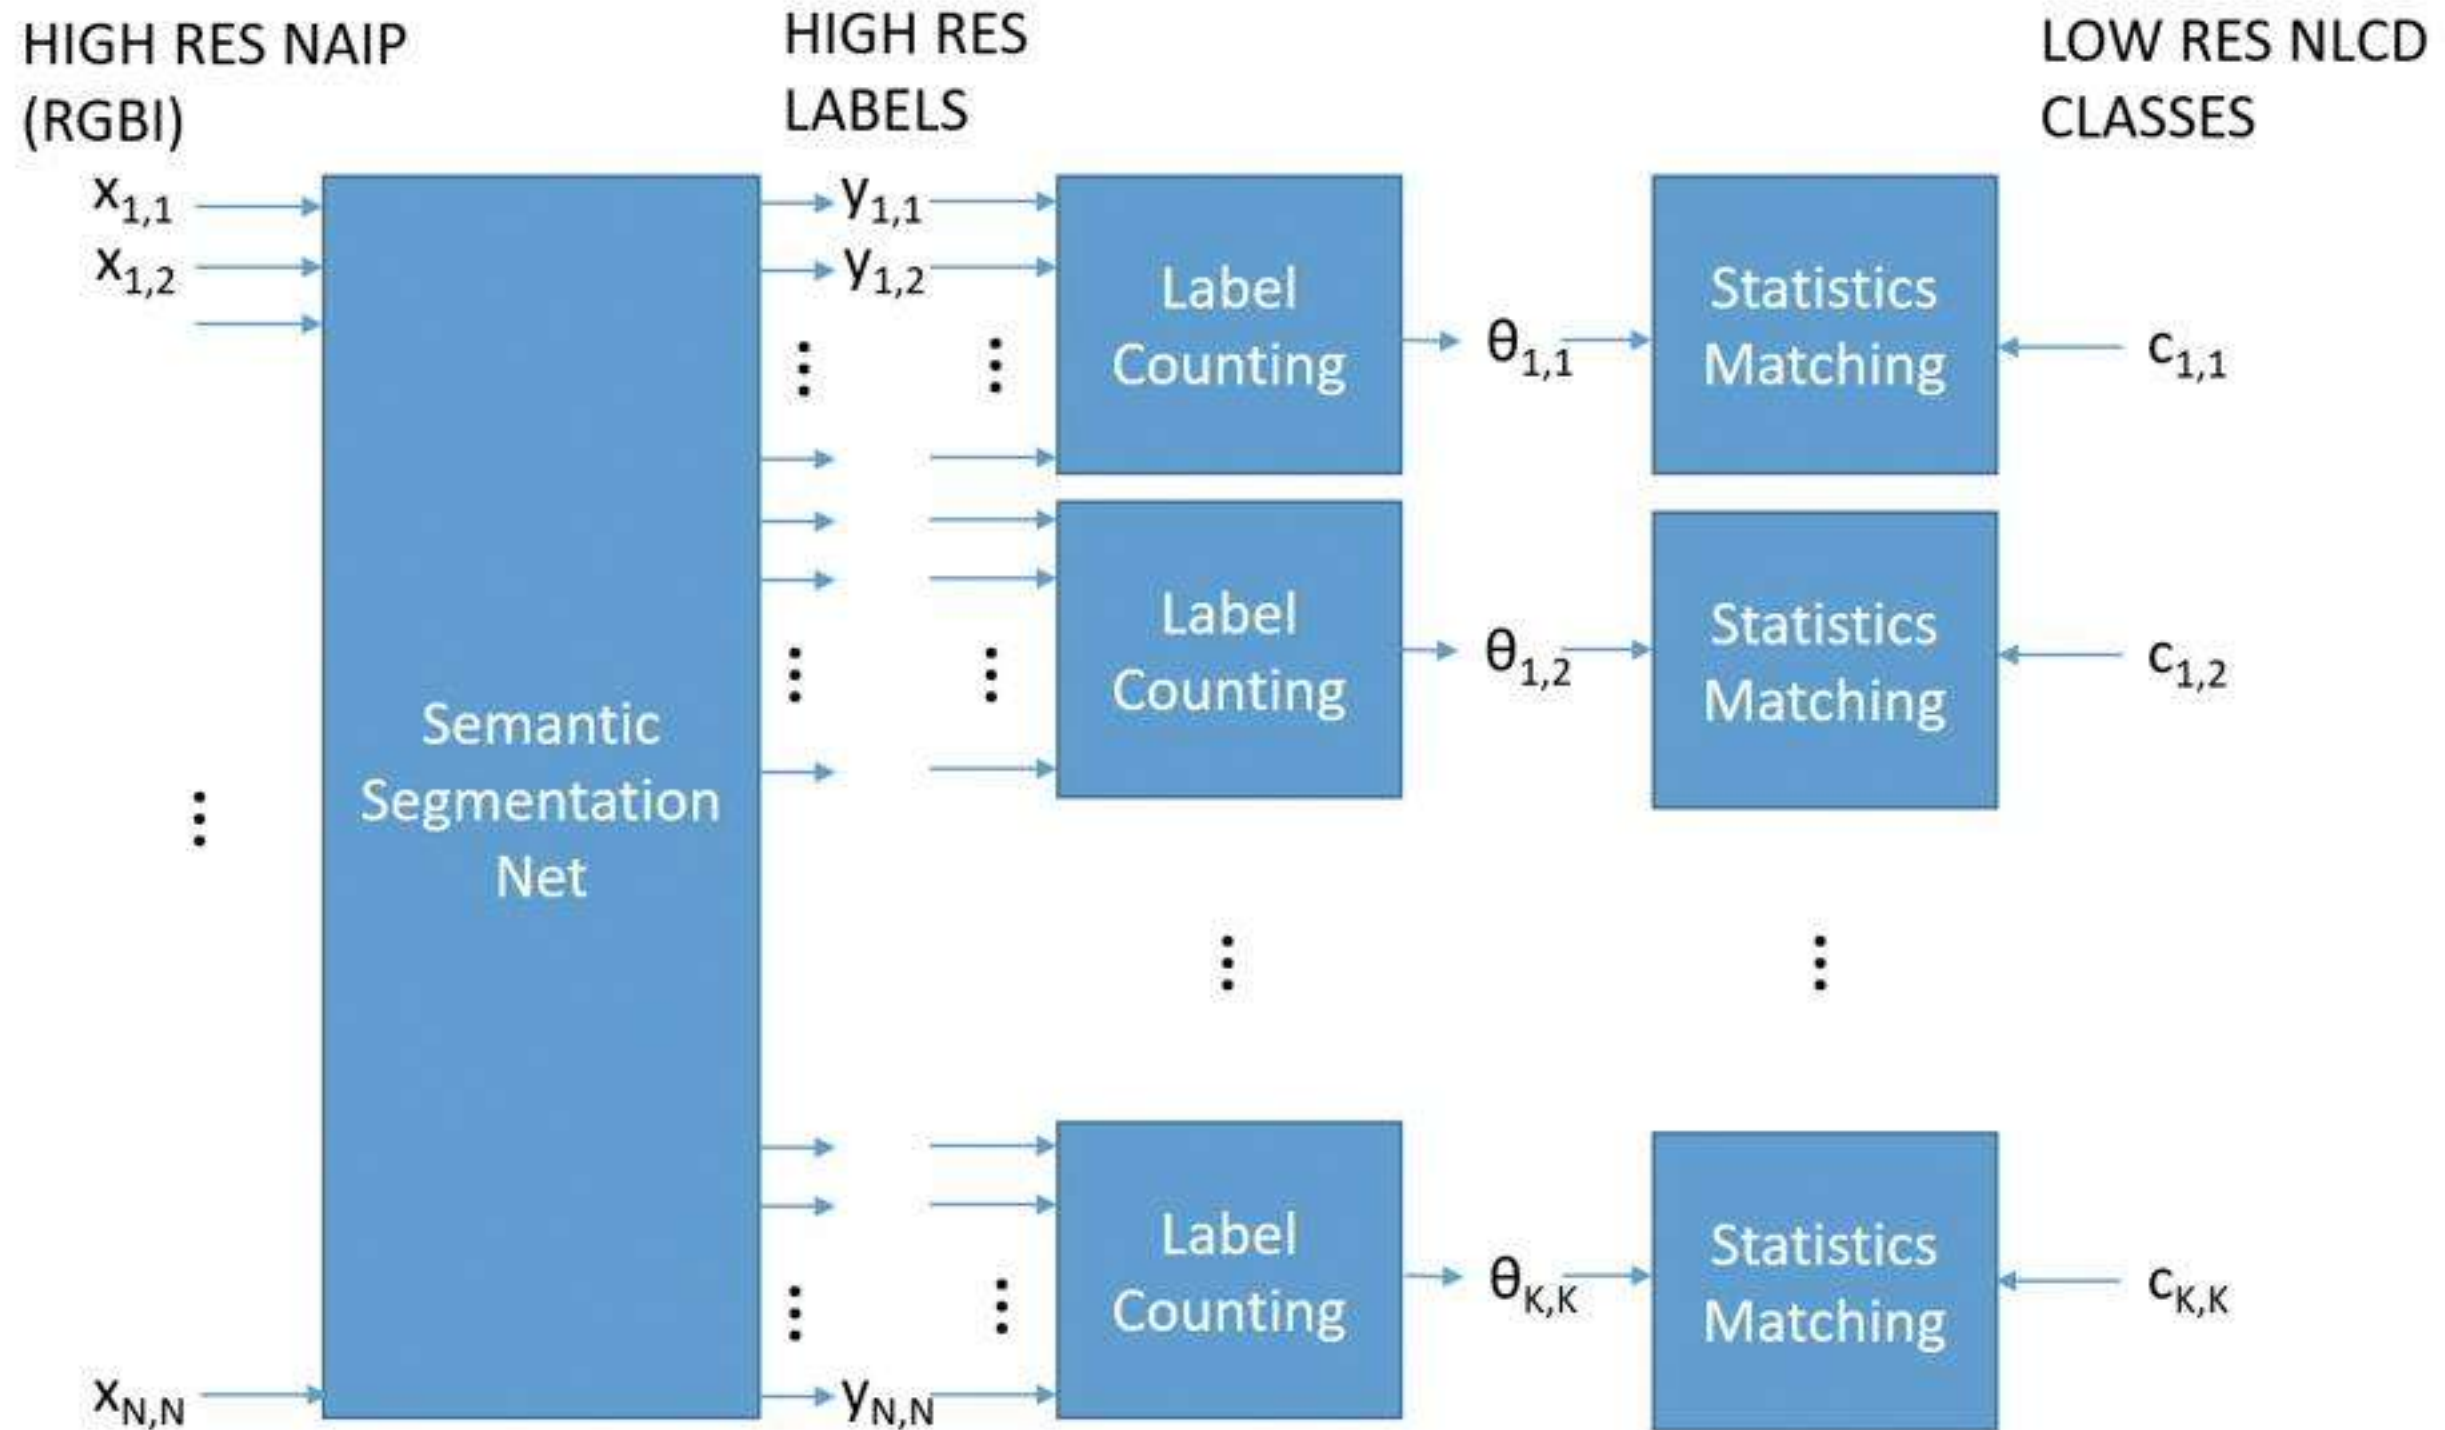 HIGH RES NAIP
(RGBI)
HIGH RES
LABELS
LOW RES NLCD
CLASSES
x1,1
x1,2
xN,N
Semantic
Segmentation
Net
y1,1
y1,2
yN,N
Label
Counting
θ1,1
Statistics
Matching
c1,1
Label
Counting
θ1,2
Statistics
Matching
c1,2
Label
Counting
θK,K
Statistics
Matching
cK,K